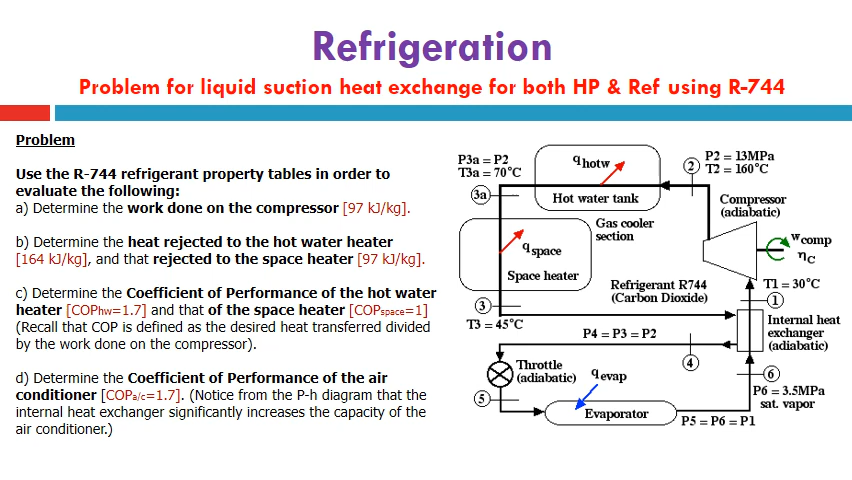 Refrigeration
Problem for liquid suction heat exchange for both HP & Ref using R-744
Problem
Use the R-744 refrigerant property tables in order to
evaluate the following:
a) Determine the work done on the compressor [97 kJ/kg].
b) Determine the heat rejected to the hot water heater
[164 kJ/kg], and that rejected to the space heater [97 kJ/kg].
c) Determine the Coefficient of Performance of the hot water
heater [COPhw=1.7] and that of the space heater [COPspace=1]
(Recall that COP is defined as the desired heat transferred divided
by the work done on the compressor).
d) Determine the Coefficient of Performance of the air
conditioner [COPa/c=1.7]. (Notice from the P-h diagram that the
internal heat exchanger significantly increases the capacity of the
air conditioner.)
P3a = P2
T3a = 70°C
3a
qhotw
Hot water tank
2
P2 = 13MPa
T2 = 160°C
Compressor
(adiabatic)
wcomp
ηC
Gas cooler
section
qspace
Space heater
Refrigerant R744
(Carbon Dioxide)
T1 = 30°C
1
3
T3 = 45°C
Internal heat
exchanger
(adiabatic)
P4 = P3 = P2
4
Throttle
(adiabatic)
qevap
6
P6 = 3.5MPa
sat. vapor
5
Evaporator
P5 = P6 = P1